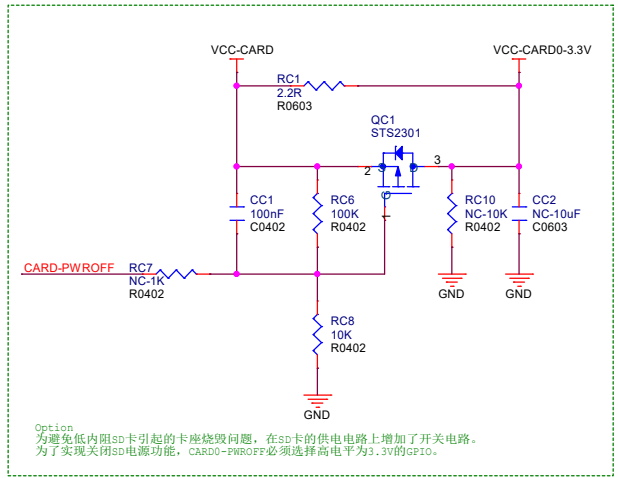 VCC-CARD
VCC-CARD0-3.3V
RC1
2.2R
R0603
QC1
STS2301
2
3
1
CC1
100nF
C0402
RC6
100K
R0402
RC10
NC-10K
R0402
CC2
NC-10uF
C0603
CARD-PWROFF
RC7
NC-1K
R0402
GND
GND
RC8
10K
R0402
GND
Option
为避免低内阻SD卡引起的卡座烧毁问题，在SD卡的供电电路上增加了开关电路。
为了实现关闭SD电源功能，CARD0-PWROFF必须选择高电平为3.3V的GPIO。